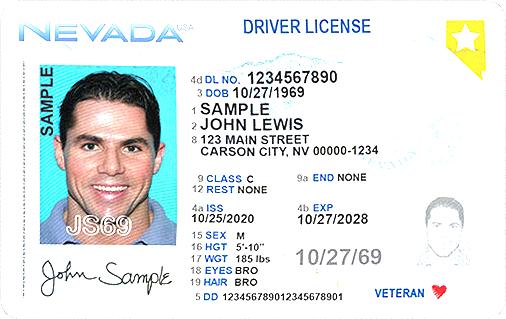 NEVADA USA DRIVER LICENSE
SAMPLE
4d DL NO. 1234567890
3 DOB 10/27/1969
1 SAMPLE
2 JOHN LEWIS
8 123 MAIN STREET
CARSON CITY, NV 00000-1234
9 CLASS C 9a END NONE
12 REST NONE
4a ISS 4b EXP
10/25/2020 10/27/2028
JS69
15 SEX M
16 HGT 5'-10"
17 WGT 185 lbs
18 EYES BRO
19 HAIR BRO
10/27/69
5 DD 123456789012345678901
John Sample
VETERAN